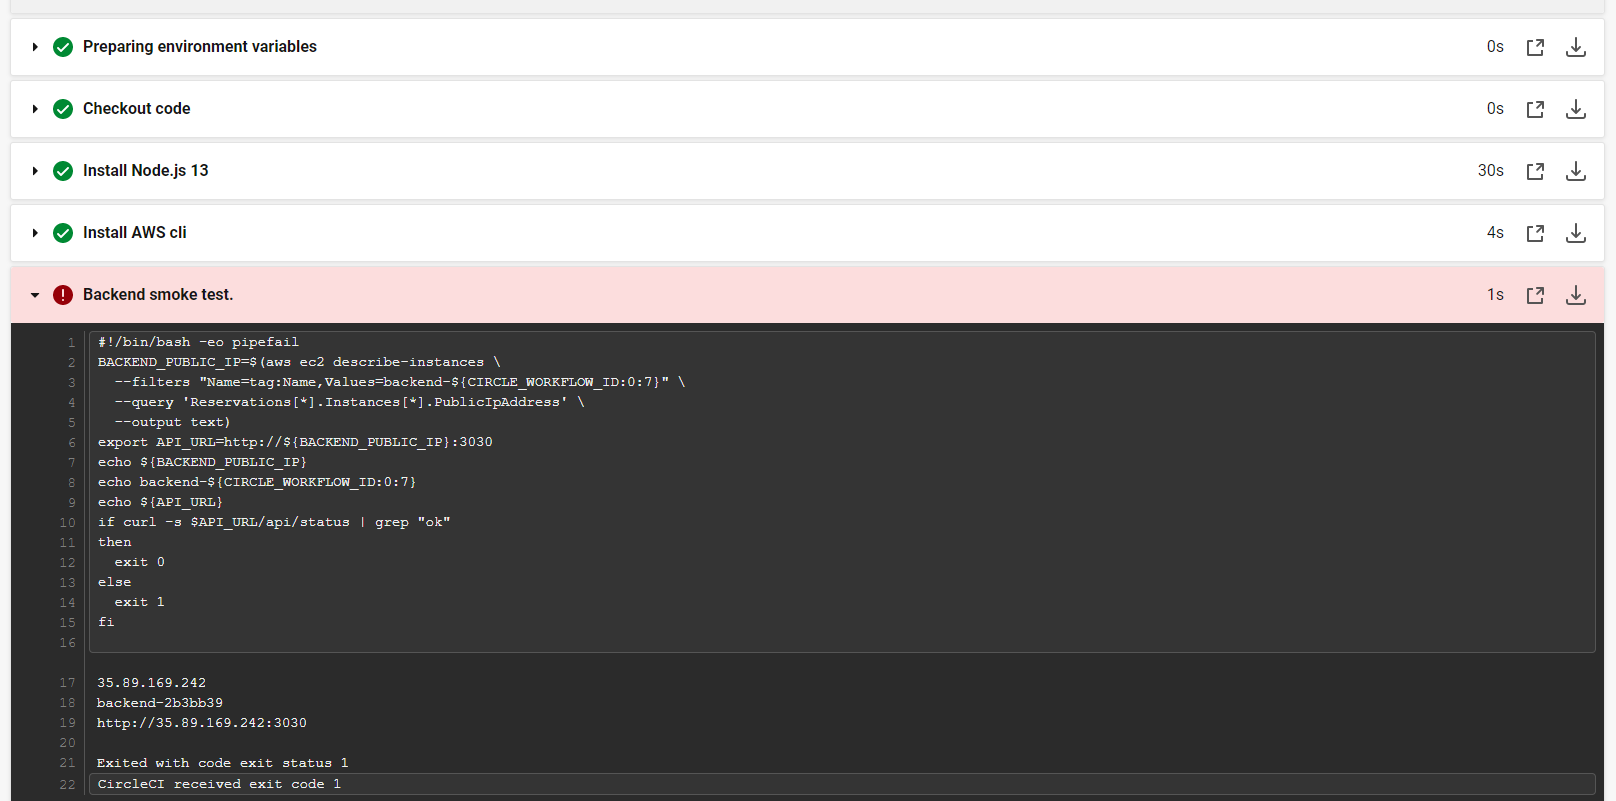 Preparing environment variables 0s
Checkout code 0s
Install Node.js 13 30s
Install AWS cli 4s
Backend smoke test. 1s
1 #!/bin/bash -eo pipefail
2 BACKEND_PUBLIC_IP=$(aws ec2 describe-instances \
3   --filters "Name=tag:Name,Values=backend-${CIRCLE_WORKFLOW_ID:0:7}" \
4   --query 'Reservations[*].Instances[*].PublicIpAddress' \
5   --output text)
6 export API_URL=http://${BACKEND_PUBLIC_IP}:3030
7 echo ${BACKEND_PUBLIC_IP}
8 echo backend-${CIRCLE_WORKFLOW_ID:0:7}
9 echo ${API_URL}
10 if curl -s $API_URL/api/status | grep "ok"
11 then
12   exit 0
13 else
14   exit 1
15 fi
16
17 35.89.169.242
18 backend-2b3bb39
19 http://35.89.169.242:3030
20
21 Exited with code exit status 1
22 CircleCI received exit code 1